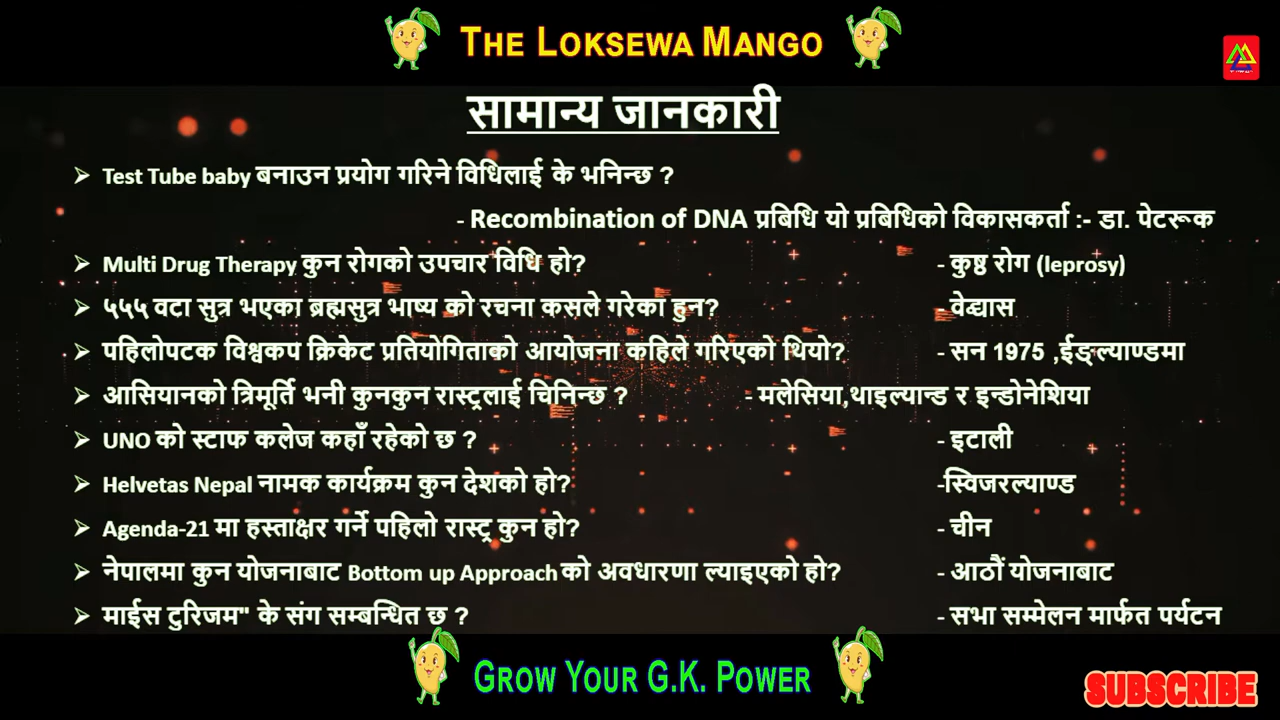 THE LOKSEWA MANGO
सामान्य जानकारी
➢ Test Tube baby बनाउन प्रयोग गरिने विधिलाई के भनिन्छ ?
- Recombination of DNA प्रबिधि यो प्रबिधिको विकासकर्ता :- डा. पेटरूक
➢ Multi Drug Therapy कुन रोगको उपचार विधि हो? - कुष्ठ रोग (leprosy)
➢ ५५५ वटा सुत्र भएका ब्रह्मसुत्र भाष्य को रचना कसले गरेका हुन? - वेद्यास
➢ पहिलोपटक विश्वकप क्रिकेट प्रतियोगिताको आयोजना कहिले गरिएको थियो? - सन 1975 ,ईङ्ल्याण्डमा
➢ आसियानको त्रिमूर्ति भनी कुनकुन रास्ट्रलाई चिनिन्छ ? - मलेसिया,थाइल्यान्ड र इन्डोनेशिया
➢ UNO को स्टाफ कलेज कहाँ रहेको छ ? - इटाली
➢ Helvetas Nepal नामक कार्यक्रम कुन देशको हो? -स्विजरल्याण्ड
➢ Agenda-21 मा हस्ताक्षर गर्ने पहिलो रास्ट्र कुन हो? - चीन
➢ नेपालमा कुन योजनाबाट Bottom up Approach को अवधारणा ल्याइएको हो? - आठौं योजनाबाट
➢ माईस टुरिजम" के संग सम्बन्धित छ ? - सभा सम्मेलन मार्फत पर्यटन
GROW YOUR G.K. POWER
SUBSCRIBE